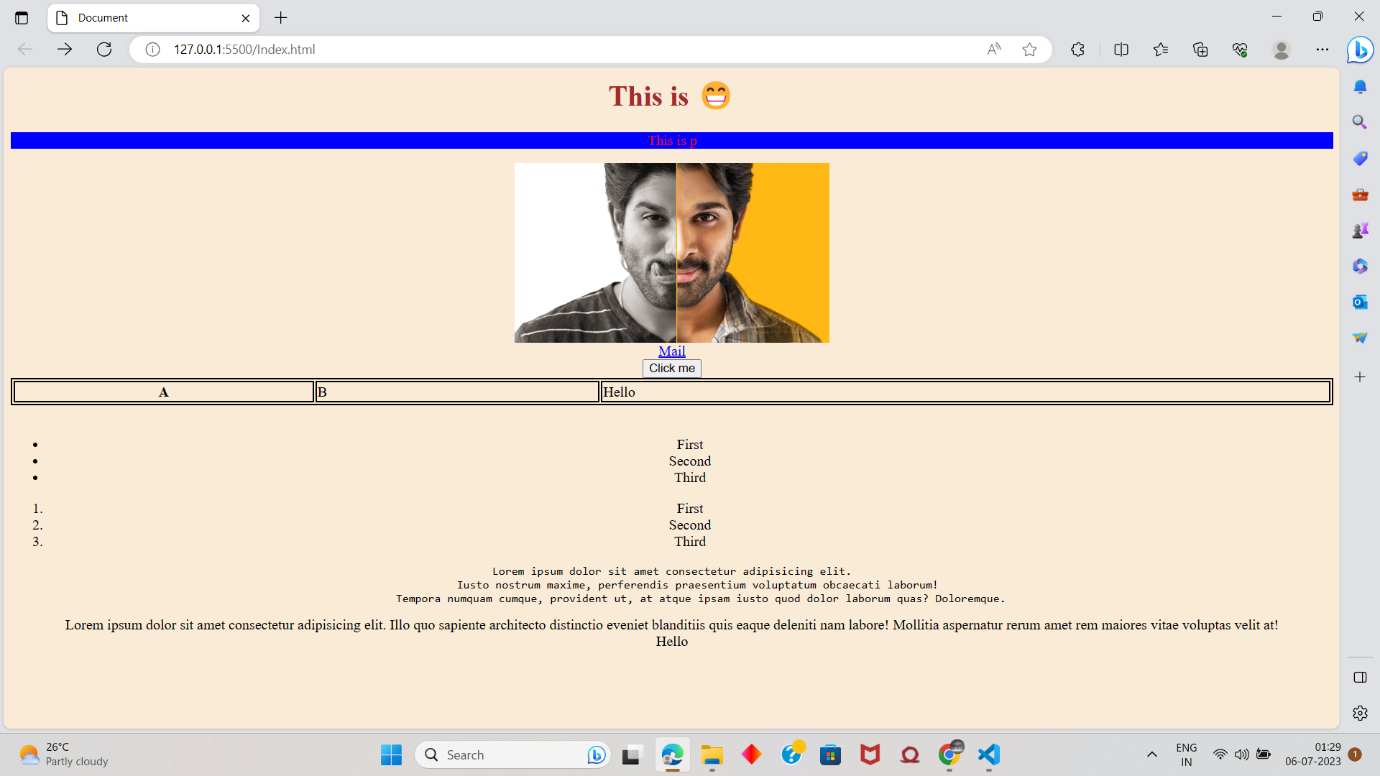 Document
127.0.0.1:5500/Index.html
This is 😁
This is p
Mail
Click me
A B Hello
• First
• Second
• Third
1. First
2. Second
3. Third
Lorem ipsum dolor sit amet consectetur adipisicing elit.
Iusto nostrum maxime, perferendis praesentium voluptatum obcaecati laborum!
Tempora numquam cumque, provident ut, at atque ipsam iusto quod dolor laborum quas? Doloremque.
Lorem ipsum dolor sit amet consectetur adipisicing elit. Illo quo sapiente architecto distinctio eveniet blanditiis quis eaque deleniti nam labore! Mollitia aspernatur rerum amet rem maiores vitae voluptas velit at!
Hello
26°C
Partly cloudy
Search
ENG
IN
01:29
06-07-2023
1